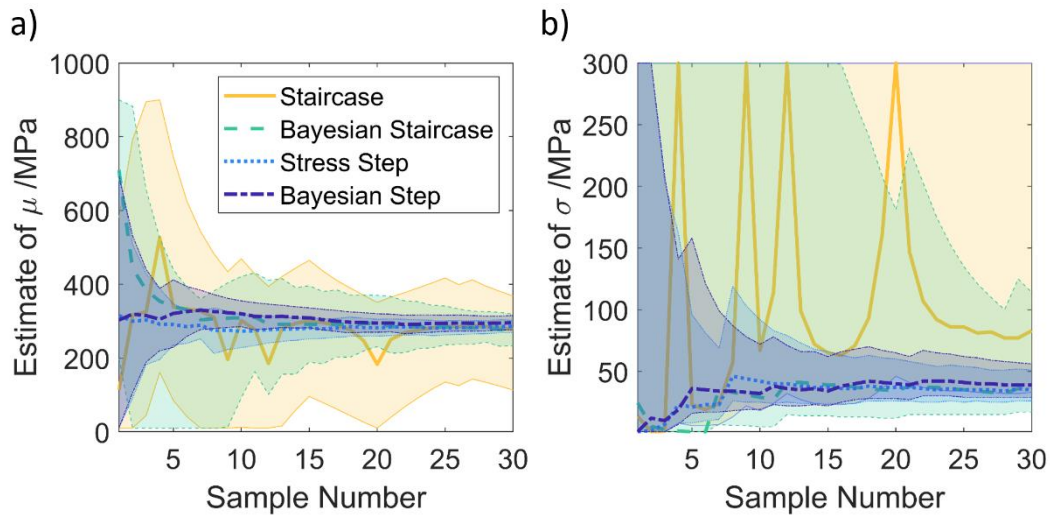 a)
1000
800
600
400
200
0
Estimate of μ /MPa
Staircase
Bayesian Staircase
Stress Step
Bayesian Step
5 10 15 20 25 30
Sample Number
b)
300
250
200
150
100
50
Estimate of σ /MPa
5 10 15 20 25 30
Sample Number